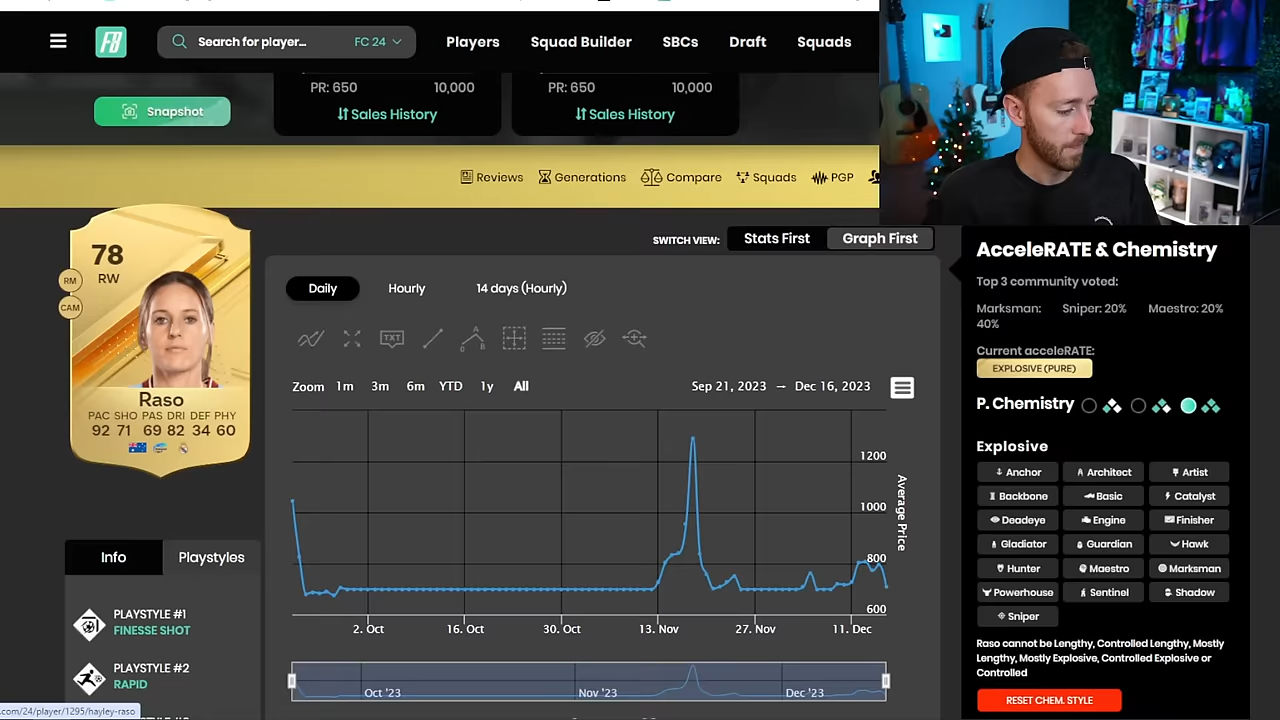 FB
Search for player...
FC 24
Players
Squad Builder
SBCs
Draft
Squads
PR: 650
10,000
PR: 650
10,000
Snapshot
Sales History
Sales History
Reviews
Generations
Compare
Squads
PGP
SWITCH VIEW:
Stats First
Graph First
78
RW
RM
CAM
Raso
PAC SHO PAS DRI DEF PHY
92 71 69 82 34 60
Daily
Hourly
14 days (Hourly)
TXT
A
B
Zoom
1m
3m
6m
YTD
1y
All
Sep 21, 2023 → Dec 16, 2023
1200
1000
800
600
Average Price
2. Oct
16. Oct
30. Oct
13. Nov
27. Nov
11. Dec
Oct '23
Nov '23
Dec '23
Info
Playstyles
PLAYSTYLE #1
FINESSE SHOT
PLAYSTYLE #2
RAPID
.com/24/player/1295/hayley-raso
AcceleRATE & Chemistry
Top 3 community voted:
Marksman: 40%
Sniper: 20%
Maestro: 20%
Current acceleRATE:
EXPLOSIVE (PURE)
P. Chemistry
Explosive
Anchor
Architect
Artist
Backbone
Basic
Catalyst
Deadeye
Engine
Finisher
Gladiator
Guardian
Hawk
Hunter
Maestro
Marksman
Powerhouse
Sentinel
Shadow
Sniper
Raso cannot be Lengthy, Controlled Lengthy, Mostly
Lengthy, Mostly Explosive, Controlled Explosive or
Controlled
RESET CHEM. STYLE